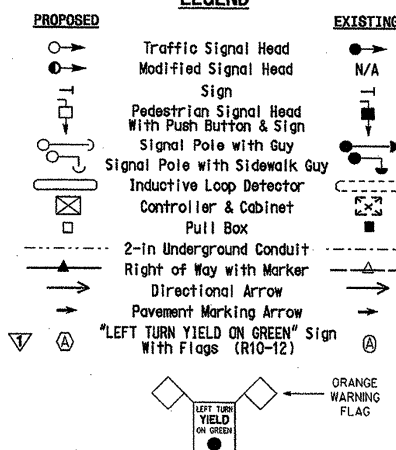 LEGEND
PROPOSED EXISTING
Traffic Signal Head
Modified Signal Head N/A
Sign
Pedestrian Signal Head
With Push Button & Sign
Signal Pole with Guy
Signal Pole with Sidewalk Guy
Inductive Loop Detector
Controller & Cabinet
Pull Box
2-in Underground Conduit
Right of Way with Marker
Directional Arrow
Pavement Marking Arrow
1 A "LEFT TURN YIELD ON GREEN" Sign A
With Flags (R10-12)
ORANGE
WARNING
FLAG
LEFT TURN
YIELD
ON GREEN